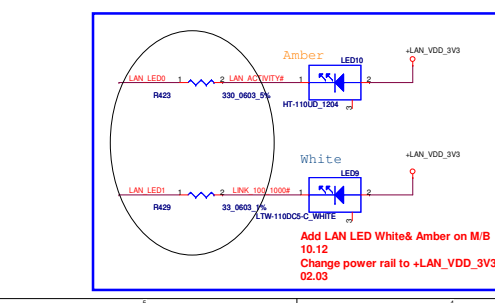 Amber
LED10
+LAN_VDD_3V3
LAN_LED0 1 2 LAN_ACTIVITY# 1 2
R423 330_0603_5% HT-110UD_1204 3
White
LED9
+LAN_VDD_3V3
LAN_LED1 1 2 LINK_100_1000# 1 2
R429 33_0603_1% LTW-110DC5-C_WHITE 3
Add LAN LED White& Amber on M/B
10.12
Change power rail to +LAN_VDD_3V3
02.03